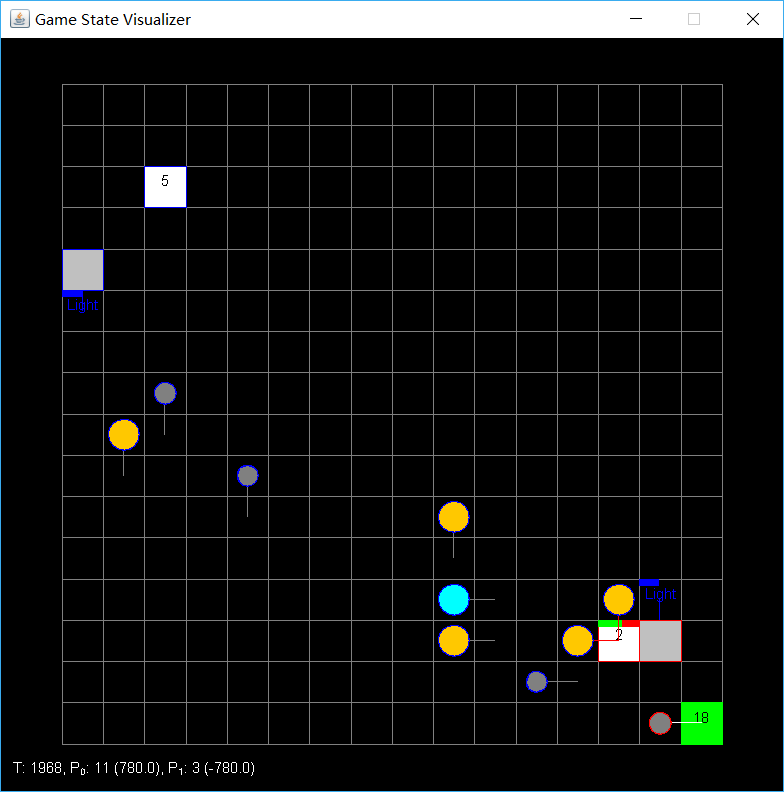 Game State Visualizer
5
Light
Light
2
18
T: 1968, P₀: 11 (780.0), P₁: 3 (-780.0)